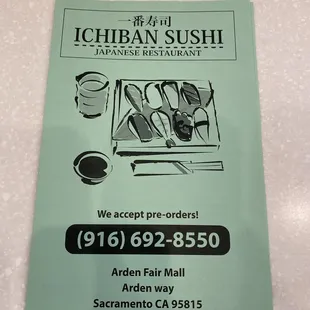 一番寿司
ICHIBAN SUSHI
JAPANESE RESTAURANT
We accept pre-orders!
(916) 692-8550
Arden Fair Mall
Arden way
Sacramento CA 95815